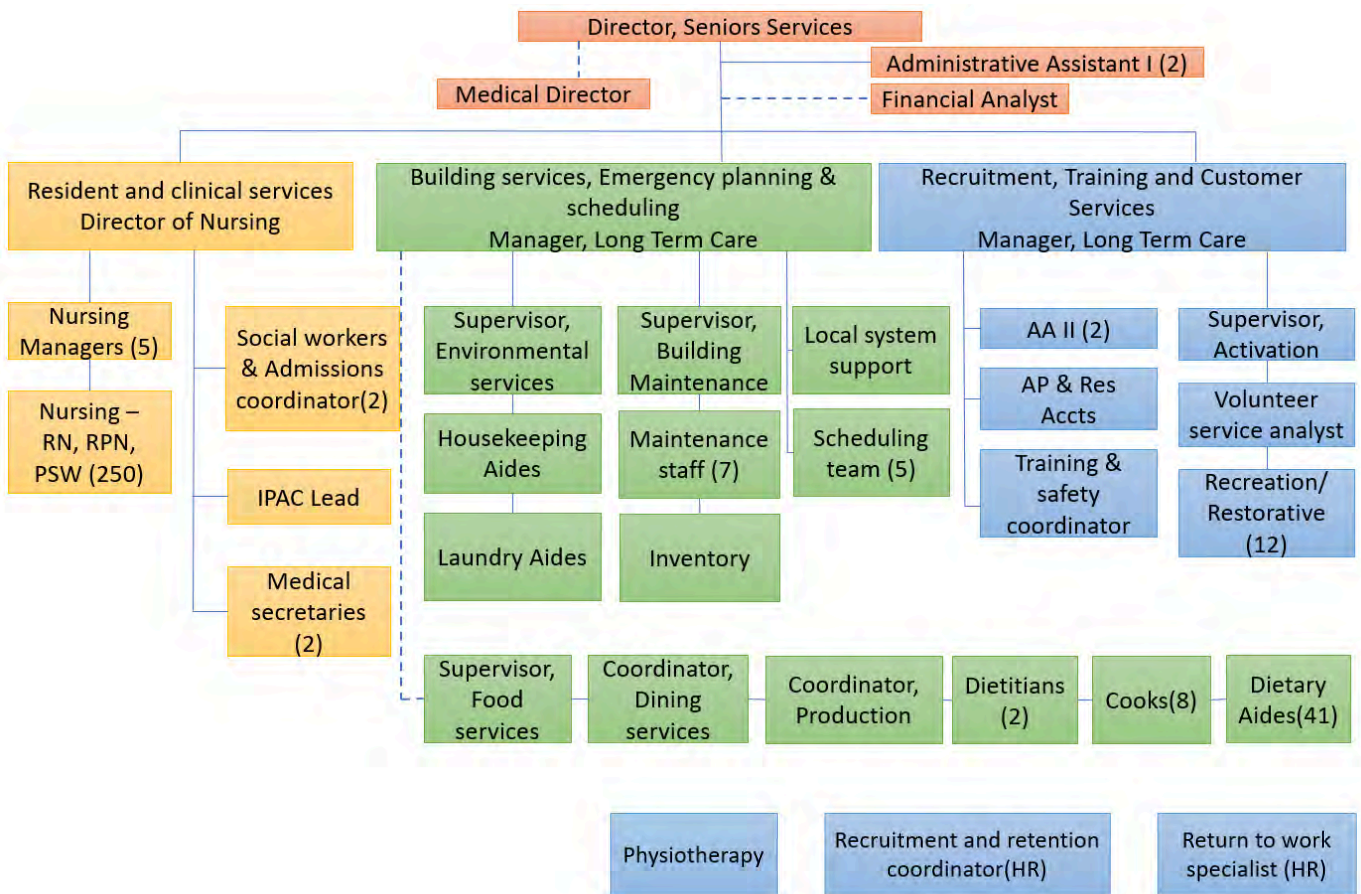 Director, Seniors Services
Administrative Assistant I (2)
Medical Director
Financial Analyst
Resident and clinical services
Director of Nursing
Building services, Emergency planning &
scheduling
Manager, Long Term Care
Recruitment, Training and Customer
Services
Manager, Long Term Care
Nursing
Managers (5)
Nursing –
RN, RPN,
PSW (250)
Social workers
& Admissions
coordinator(2)
IPAC Lead
Medical
secretaries
(2)
Supervisor,
Environmental
services
Housekeeping
Aides
Laundry Aides
Supervisor,
Building
Maintenance
Maintenance
staff (7)
Inventory
Local system
support
Scheduling
team (5)
AA II (2)
AP & Res
Accts
Training &
safety
coordinator
Supervisor,
Activation
Volunteer
service analyst
Recreation/
Restorative
(12)
Supervisor,
Food
services
Coordinator,
Dining
services
Coordinator,
Production
Dietitians
(2)
Cooks(8)
Dietary
Aides(41)
Physiotherapy
Recruitment and retention
coordinator(HR)
Return to work
specialist (HR)